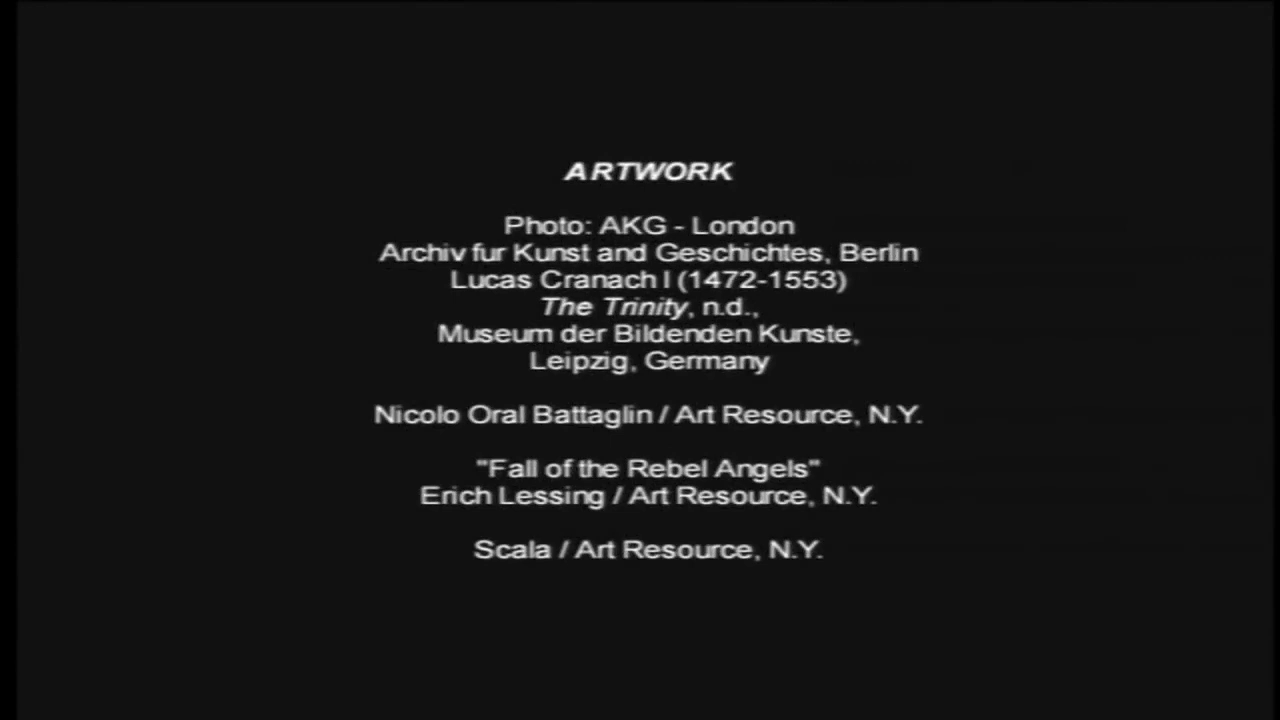 ARTWORK
Photo: AKG - London
Archiv fur Kunst and Geschichtes, Berlin
Lucas Cranach I (1472-1553)
The Trinity, n.d.,
Museum der Bildenden Kunste,
Leipzig, Germany
Nicolo Oral Battaglin / Art Resource, N.Y.
"Fall of the Rebel Angels"
Erich Lessing / Art Resource, N.Y.
Scala / Art Resource, N.Y.